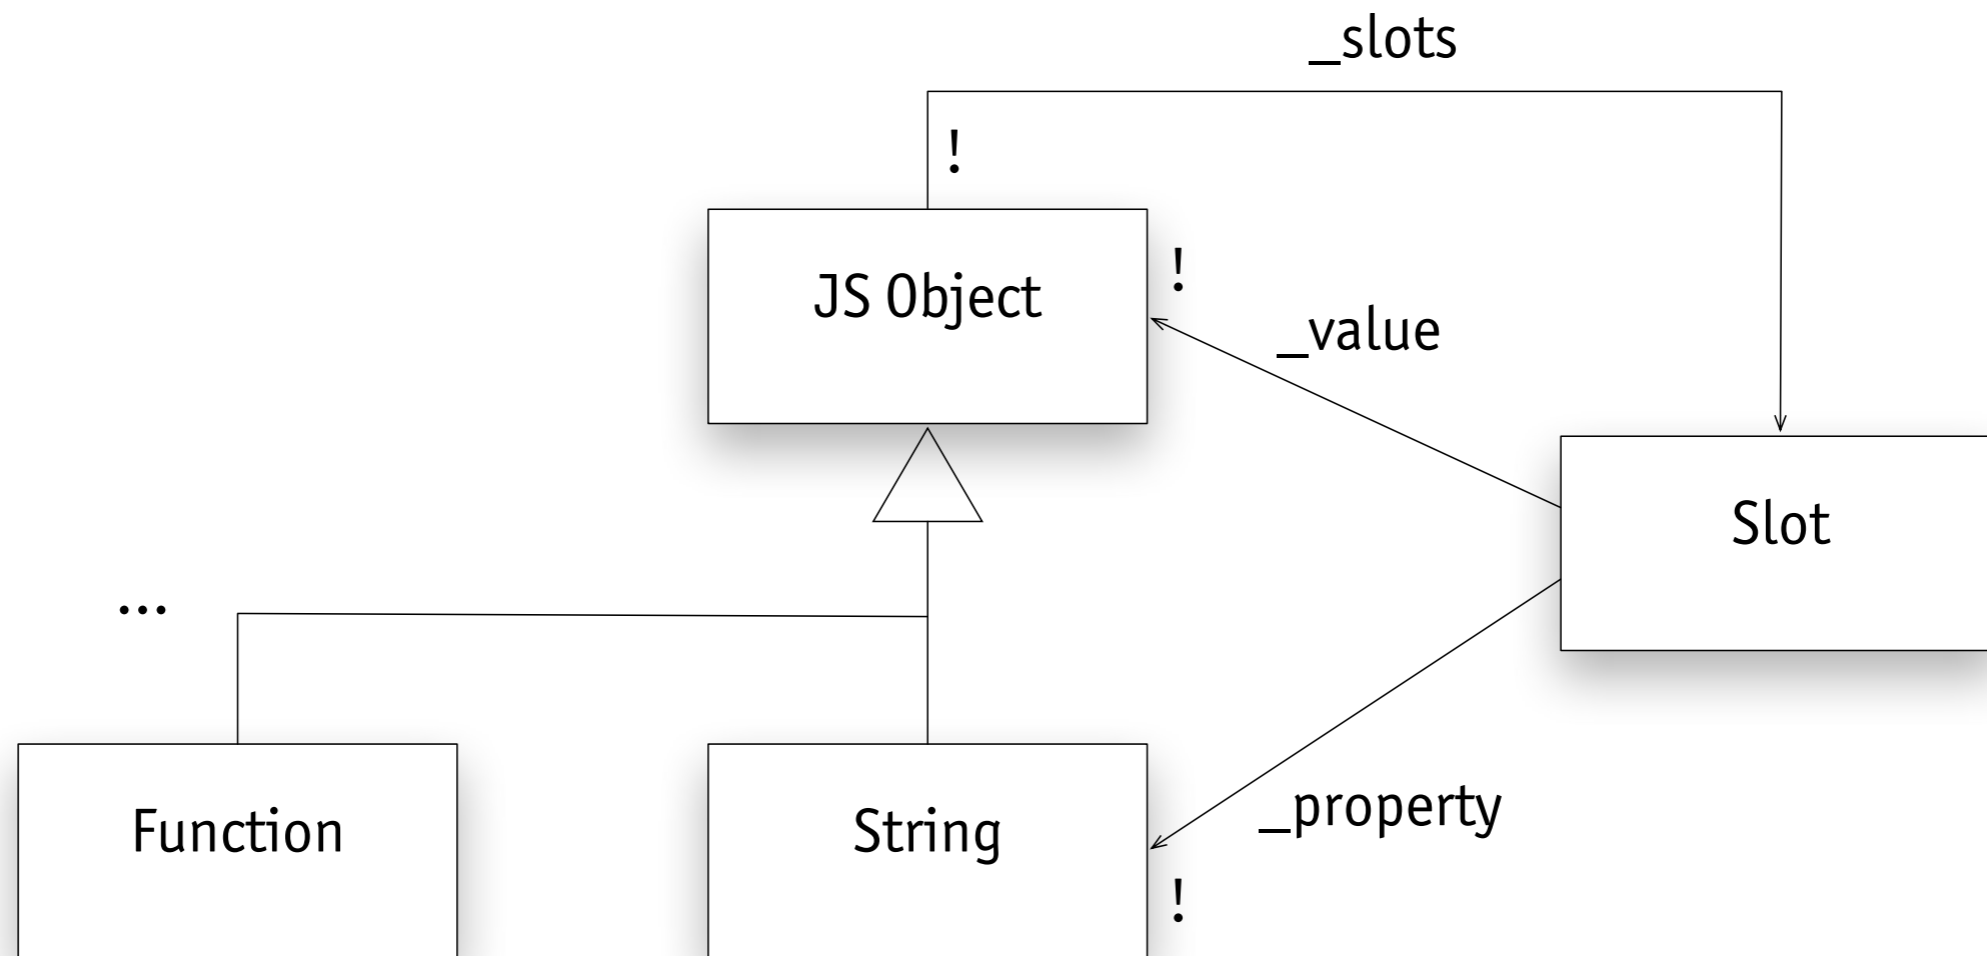 _slots
!
JS Object
!
_value
Slot
...
Function
String
_property
!